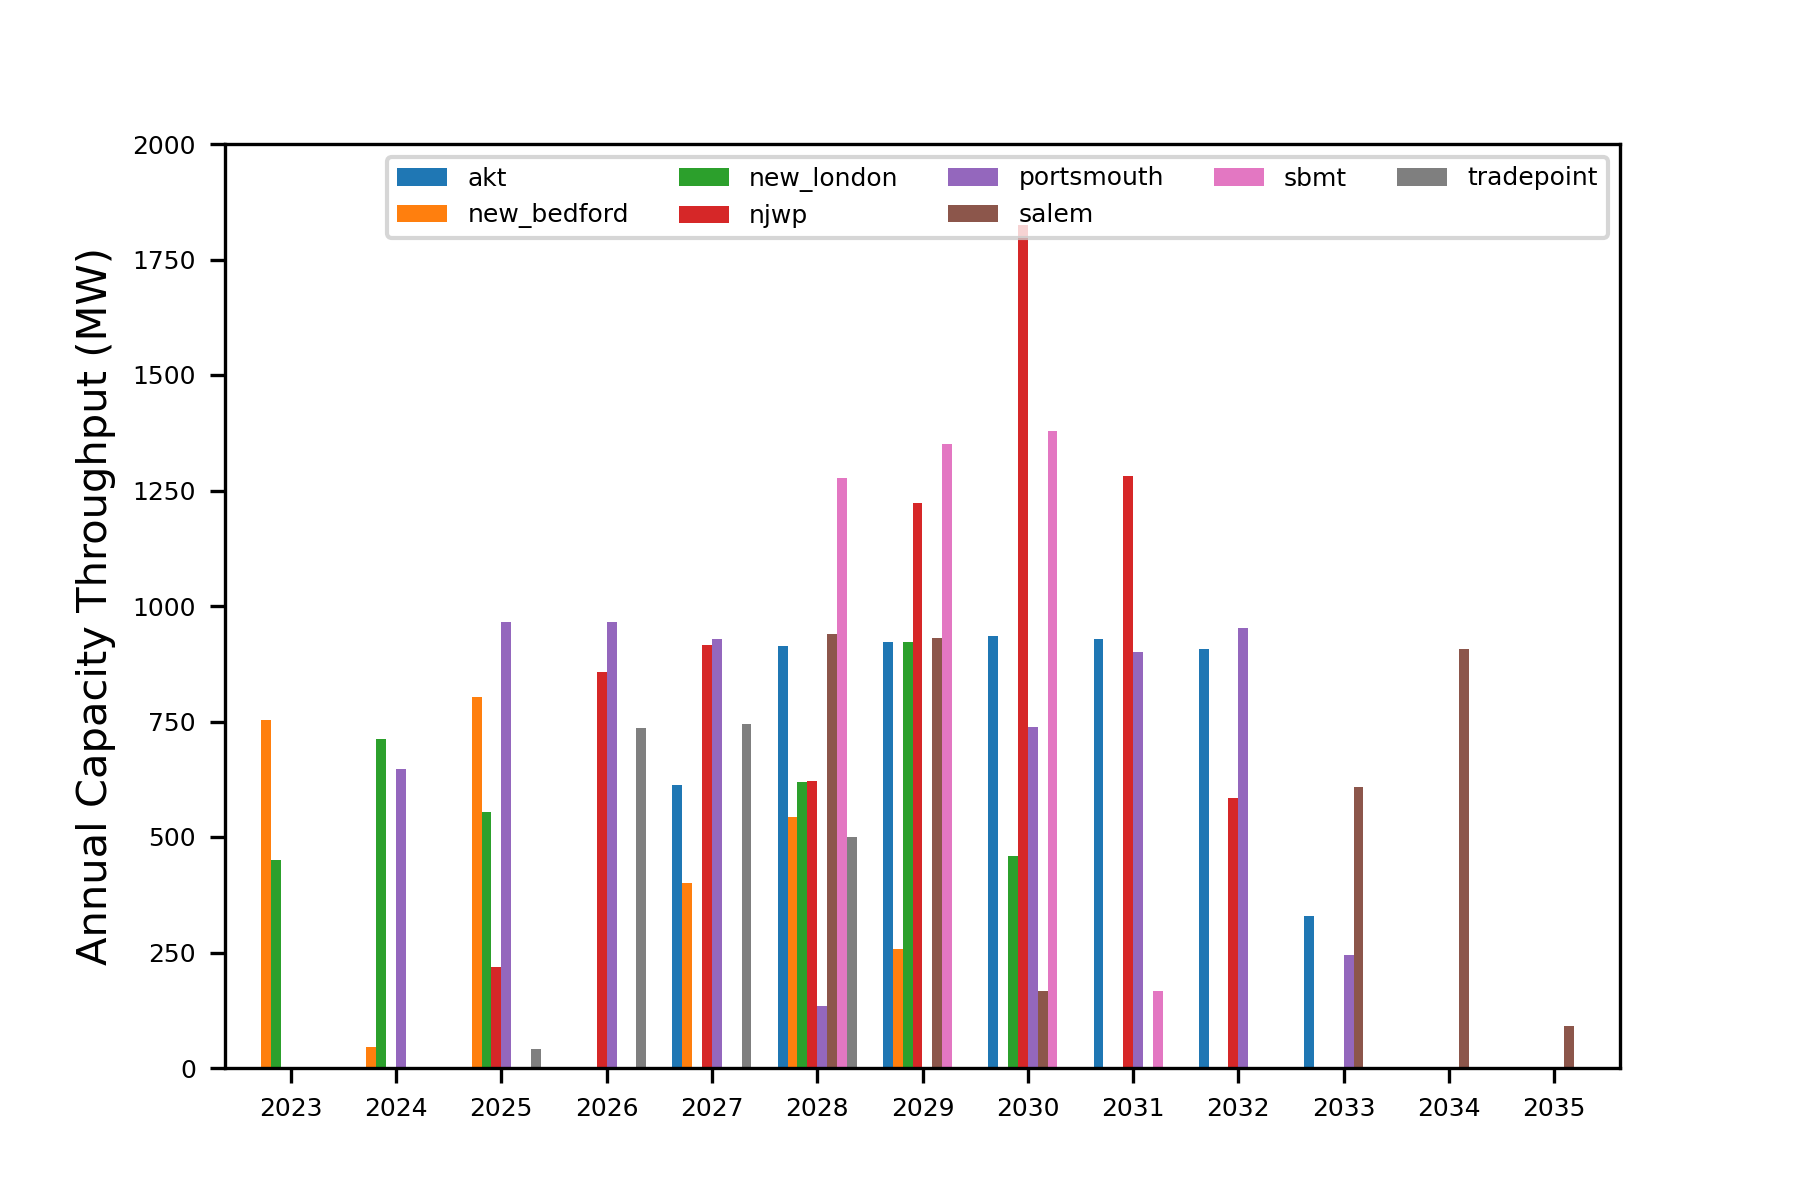 akt new_london portsmouth sbmt tradepoint
new_bedford njwp salem
Annual Capacity Throughput (MW)
2000
1750
1500
1250
1000
750
500
250
0
2023 2024 2025 2026 2027 2028 2029 2030 2031 2032 2033 2034 2035